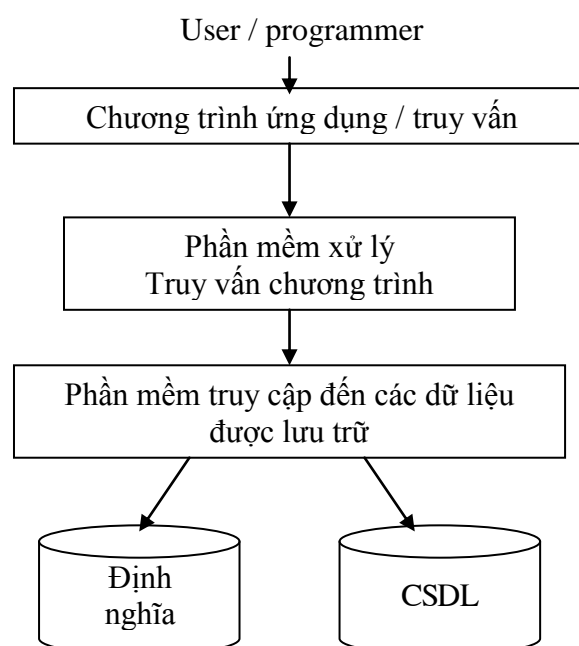 User / programmer
Chương trình ứng dụng / truy vấn
Phần mềm xử lý
Truy vấn chương trình
Phần mềm truy cập đến các dữ liệu
được lưu trữ
Định
nghĩa
CSDL